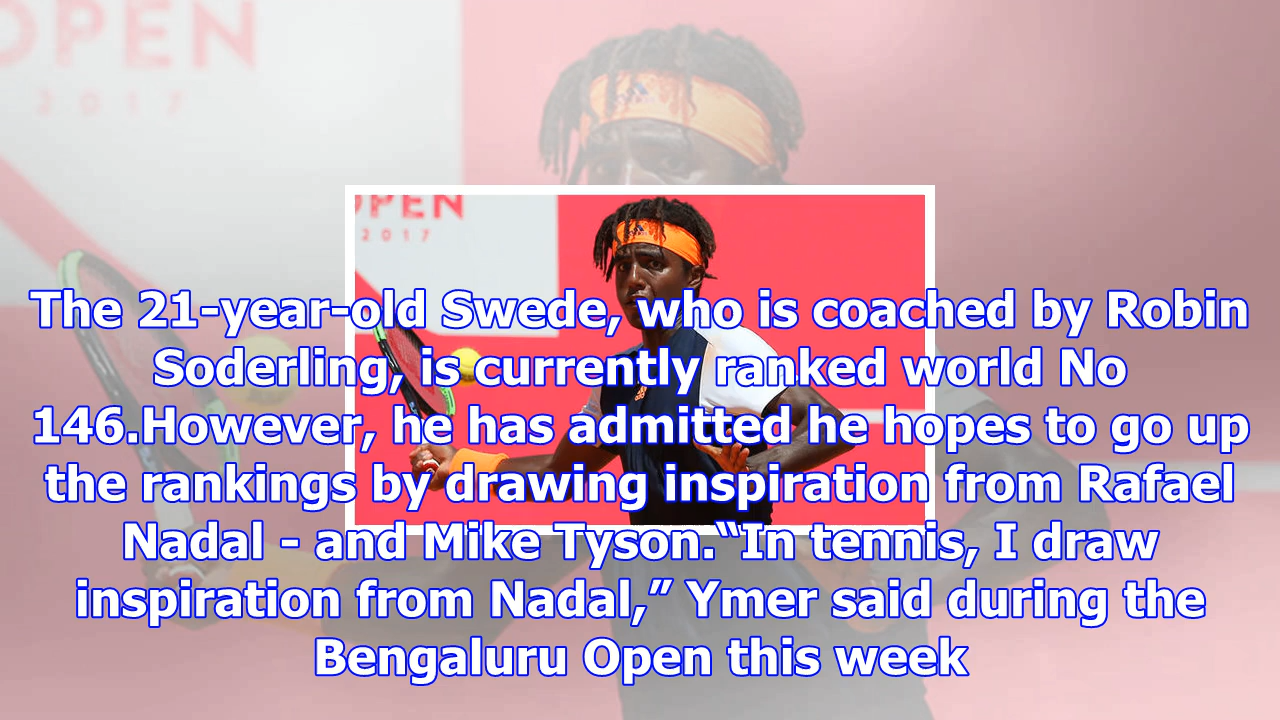 OPEN
2017
OPEN
2017
The 21-year-old Swede, who is coached by Robin
Soderling, is currently ranked world No
146.However, he has admitted he hopes to go up
the rankings by drawing inspiration from Rafael
Nadal - and Mike Tyson.“In tennis, I draw
inspiration from Nadal,” Ymer said during the
Bengaluru Open this week